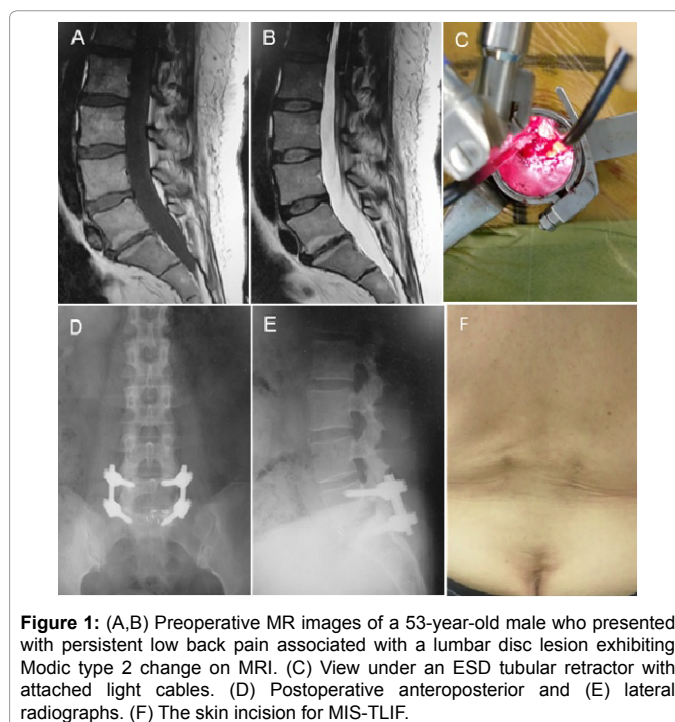 A
B
C
D
E
F
Figure 1: (A,B) Preoperative MR images of a 53-year-old male who presented
with persistent low back pain associated with a lumbar disc lesion exhibiting
Modic type 2 change on MRI. (C) View under an ESD tubular retractor with
attached light cables. (D) Postoperative anteroposterior and (E) lateral
radiographs. (F) The skin incision for MIS-TLIF.